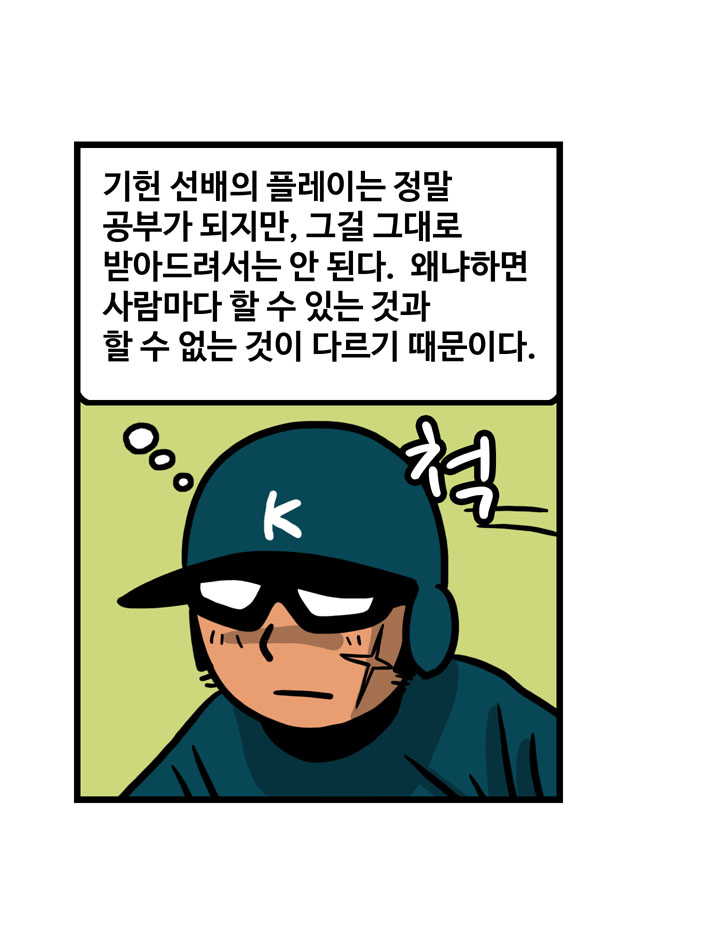 기헌 선배의 플레이는 정말
공부가 되지만, 그걸 그대로
받아드려서는 안 된다. 왜냐하면
사람마다 할 수 있는 것과
할 수 없는 것이 다르기 때문이다.
척
K